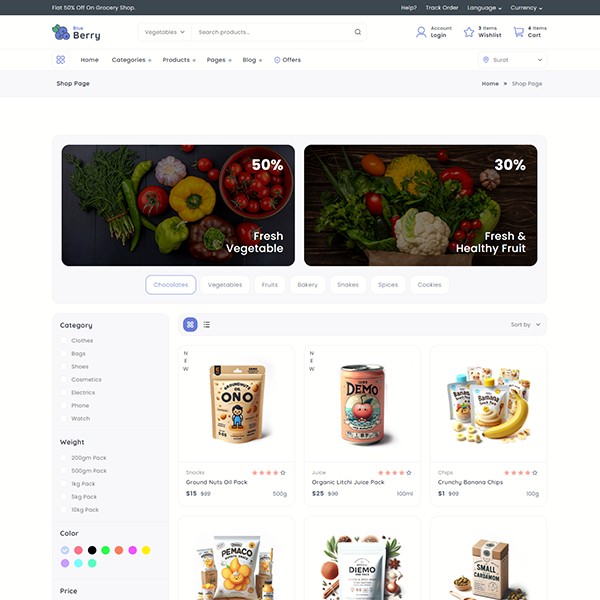 Flat 50% Off On Grocery Shop.
Help? Track Order Language Currency
Blue
Berry
Vegetables Search products...
Account
Login
3 Items
Wishlist
4 Items
Cart
Home Categories Products Pages Blog Offers
Surat
Shop Page
Home » Shop Page
50%
Fresh
Vegetable
30%
Fresh &
Healthy Fruit
Chocolates Vegetables Fruits Bakery Snakes Spices Cookies
Category
Clothes
Bags
Shoes
Cosmetics
Electrics
Phone
Watch
Weight
200gm Pack
500gm Pack
1kg Pack
5kg Pack
10kg Pack
Color
Price
Sort by
NEW
GROUNDNUTS
OIL
ONO
Snacks
Ground Nuts Oil Pack
$15 $22 500g
NEW
DEMO
Juice
Organic Litchi Juice Pack
$25 $30 100ml
Banana
Banana
Chips
Crunchy Banana Chips
$1 $02 100g
PEMACO
DIEMO
SMALL
CARDAMOM